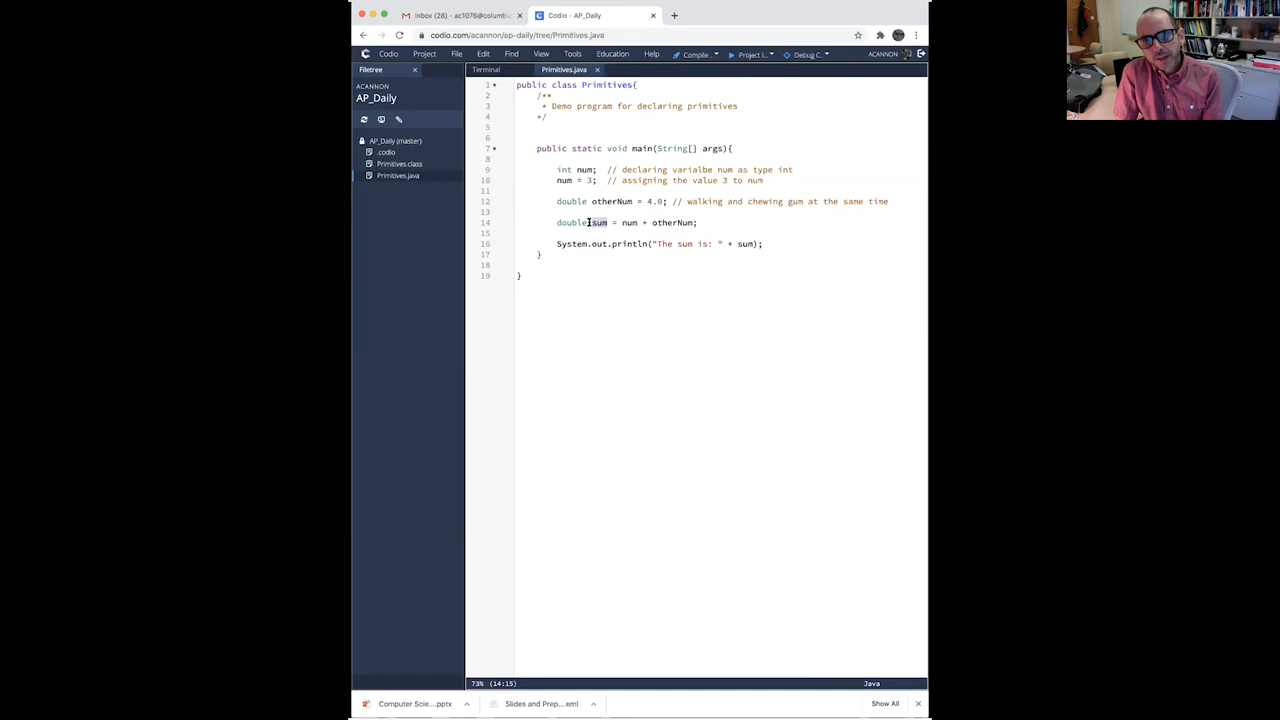 Inbox (28) - ac1076@columbi
Codio - AP_Daily
codio.com/acannon/ap-daily/tree/Primitives.java
Codio Project File Edit Find View Tools Education Help Compile.. Project I.. Debug C.. ACANNON
Filetree
Terminal
Primitives.java
ACANNON
AP_Daily
AP_Daily (master)
.codio
Primitives.class
Primitives.java
1 public class Primitives{
2 /**
3 * Demo program for declaring primitives
4 */
5
6
7 public static void main(String[] args){
8
9 int num; // declaring varialbe num as type int
10 num = 3; // assigning the value 3 to num
11
12 double otherNum = 4.0; // walking and chewing gum at the same time
13
14 double sum = num + otherNum;
15
16 System.out.println("The sum is: " + sum);
17 }
18
19 }
73% (14:15)
Java
Computer Scie....pptx
Slides and Prep....eml
Show All